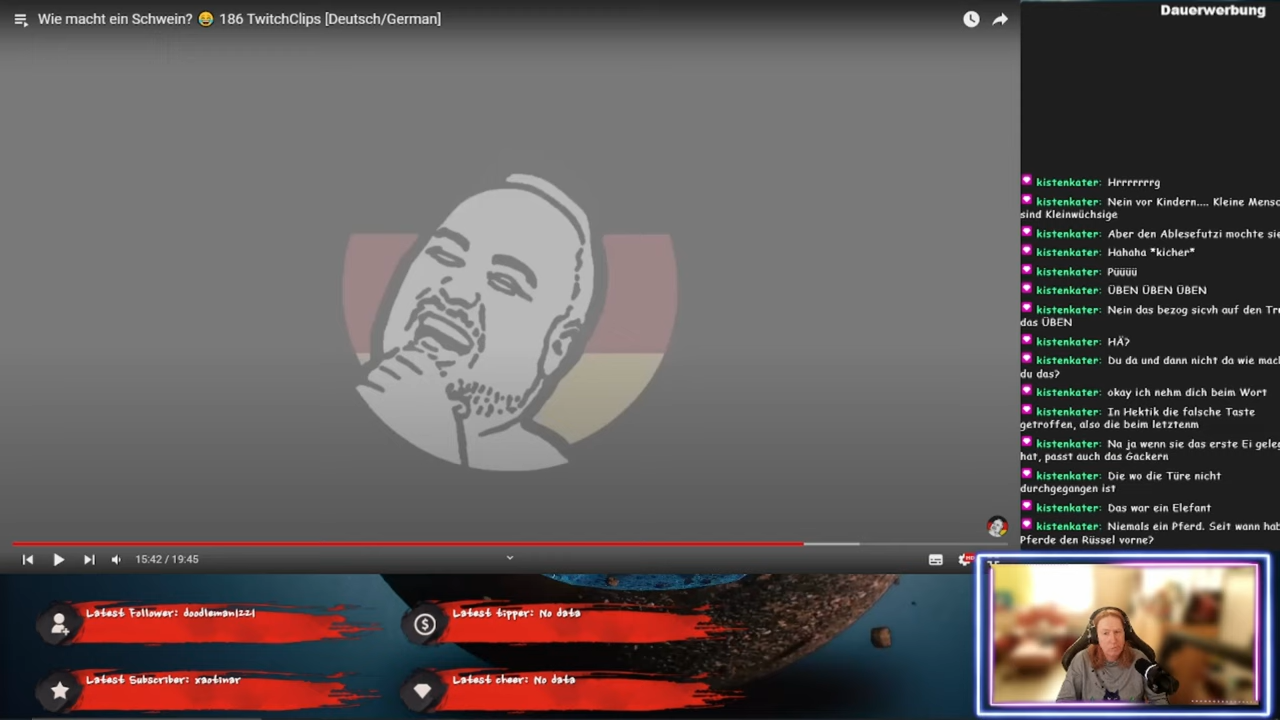 Wie macht ein Schwein? 😂 186 TwitchClips [Deutsch/German]
Dauerwerbung
kistenkater: Hrrrrrrrg
kistenkater: Nein vor Kindern.... Kleine Mensc
sind Kleinwüchsige
kistenkater: Aber den Ablesefutzi mochte sie
kistenkater: Hahaha *kicher*
kistenkater: Püüüü
kistenkater: ÜBEN ÜBEN ÜBEN
kistenkater: Nein das bezog sicvh auf den Tr
das ÜBEN
kistenkater: HÄ?
kistenkater: Du da und dann nicht da wie mac
du das?
kistenkater: okay ich nehm dich beim Wort
kistenkater: In Hektik die falsche Taste
getroffen, also die beim letztenm
kistenkater: Na ja wenn sie das erste Ei geleg
hat, passt auch das Gackern
kistenkater: Die wo die Türe nicht
durchgegangen ist
kistenkater: Das war ein Elefant
kistenkater: Niemals ein Pferd. Seit wann hab
Pferde den Rüssel vorne?
15:42 / 19:45
Latest Follower: doodleman1221
Latest tipper: No data
Latest Subscriber: xaotinar
Latest cheer: No data